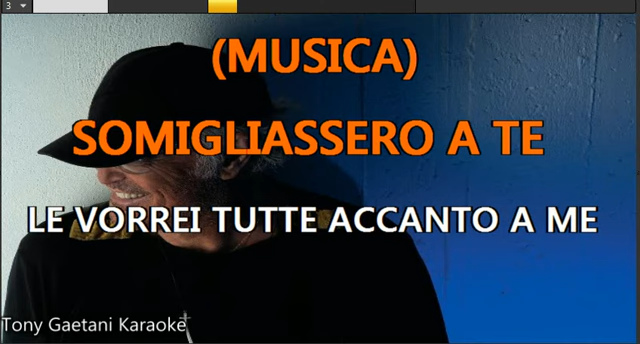 3
(MUSICA)
SOMIGLIASSERO A TE
LE VORREI TUTTE ACCANTO A ME
Tony Gaetani Karaoke